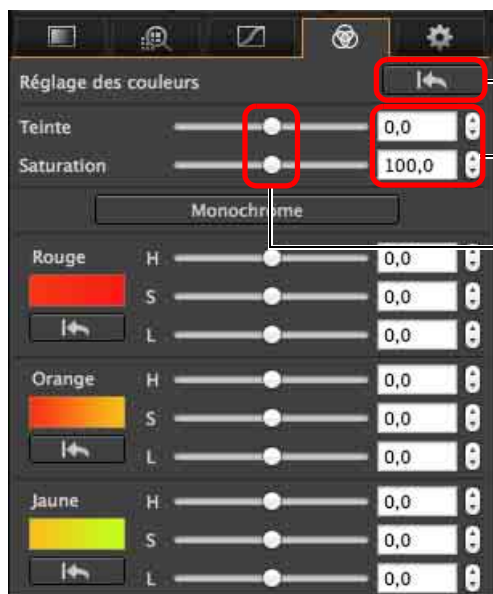 Réglage des couleurs
Teinte 0,0
Saturation 100,0
Monochrome
Rouge H 0,0
S 0,0
L 0,0
Orange H 0,0
S 0,0
L 0,0
Jaune H 0,0
S 0,0
L 0,0